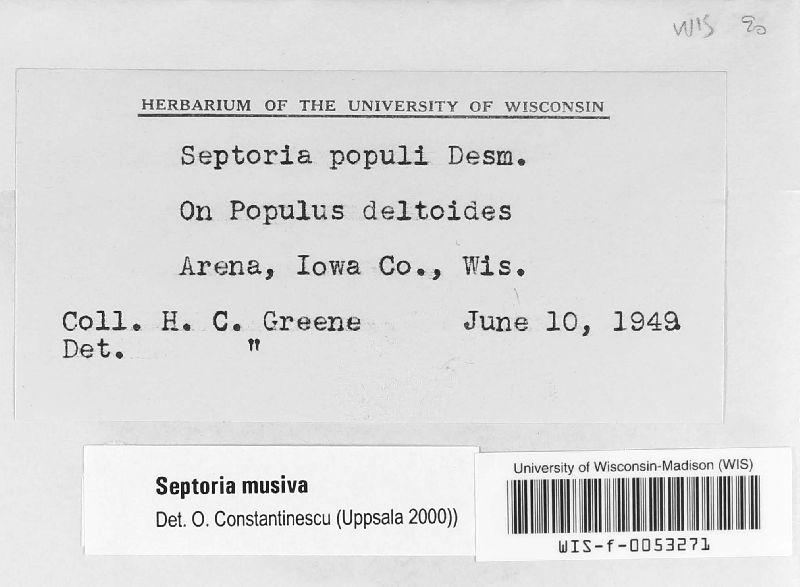 WIS 90
HERBARIUM OF THE UNIVERSITY OF WISCONSIN
Septoria populi Desm.
On Populus deltoides
Arena, Iowa Co., Wis.
Coll. H. C. Greene June 10, 1949
Det. "
Septoria musiva
Det. O. Constantinescu (Uppsala 2000))
University of Wisconsin-Madison (WIS)
WIS-f-0053271